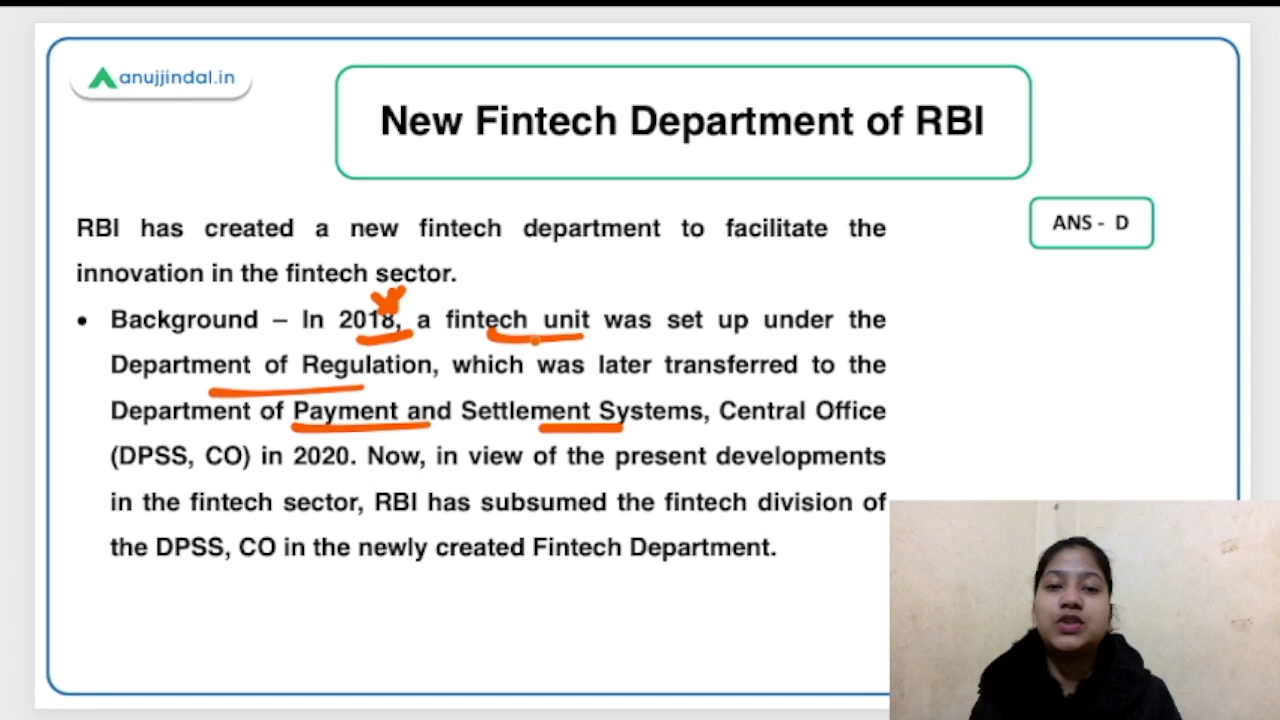 anujjindal.in
New Fintech Department of RBI
RBI has created a new fintech department to facilitate the
innovation in the fintech sector.
ANS - D
• Background – In 2018, a fintech unit was set up under the
Department of Regulation, which was later transferred to the
Department of Payment and Settlement Systems, Central Office
(DPSS, CO) in 2020. Now, in view of the present developments
in the fintech sector, RBI has subsumed the fintech division of
the DPSS, CO in the newly created Fintech Department.